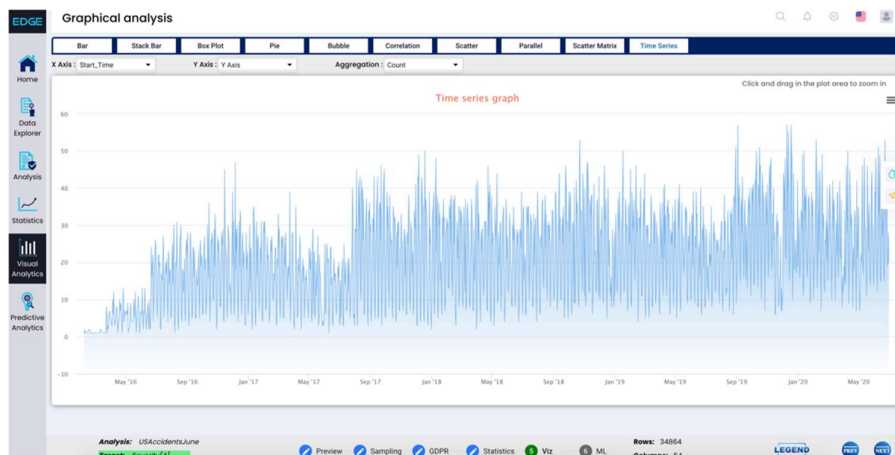 EDGE
Graphical analysis
Bar Stack Bar Box Plot Pie Bubble Correlation Scatter Parallel Scatter Matrix Time Series
X Axis : Start_Time Y Axis : Y Axis Aggregation : Count
Home
Data
Explorer
Analysis
Statistics
Visual
Analytics
Predictive
Analytics
Click and drag in the plot area to zoom in
Time series graph
60
50
40
30
20
10
0
-10
May '16 Sep '16 Jan '17 May '17 Sep '17 Jan '18 May '18 Sep '18 Jan '19 May '19 Sep '19 Jan '20 May '20
Analysis: USAccidentsJune
Preview Sampling GDPR Statistics 5 Viz 6 ML
Rows: 34864
LEGEND
PREV NEXT